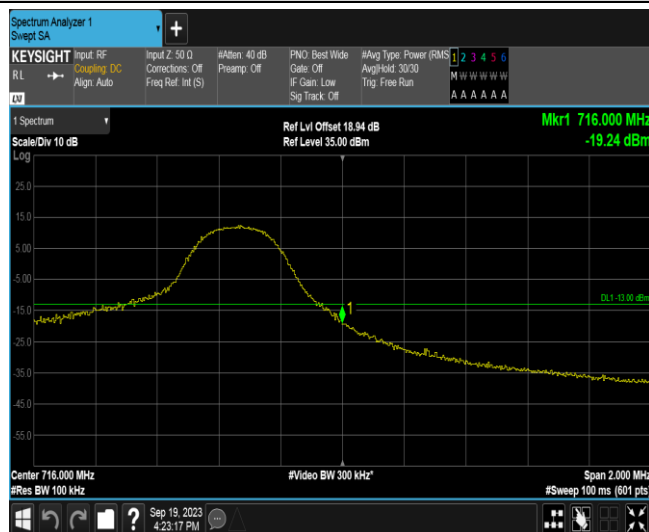 Spectrum Analyzer 1
Swept SA
KEYSIGHT
RL
LXI
Input: RF
Coupling: DC
Align: Auto
Input Z: 50 Ω
Corrections: Off
Freq Ref: Int (S)
#Atten: 40 dB
Preamp: Off
PNO: Best Wide
Gate: Off
IF Gain: Low
Sig Track: Off
#Avg Type: Power (RMS
Avg|Hold: 30/30
Trig: Free Run
1 2 3 4 5 6
M W W W W W
A A A A A A
1 Spectrum
Scale/Div 10 dB
Ref Lvl Offset 18.94 dB
Ref Level 35.00 dBm
Mkr1 716.000 MHz
-19.24 dBm
Log
25.0
15.0
5.00
-5.00
DL1 -13.00 dBm
1
-15.0
-25.0
-35.0
-45.0
-55.0
Center 716.000 MHz
#Res BW 100 kHz
#Video BW 300 kHz*
Span 2.000 MHz
#Sweep 100 ms (601 pts)
?
Sep 19, 2023
4:23:17 PM